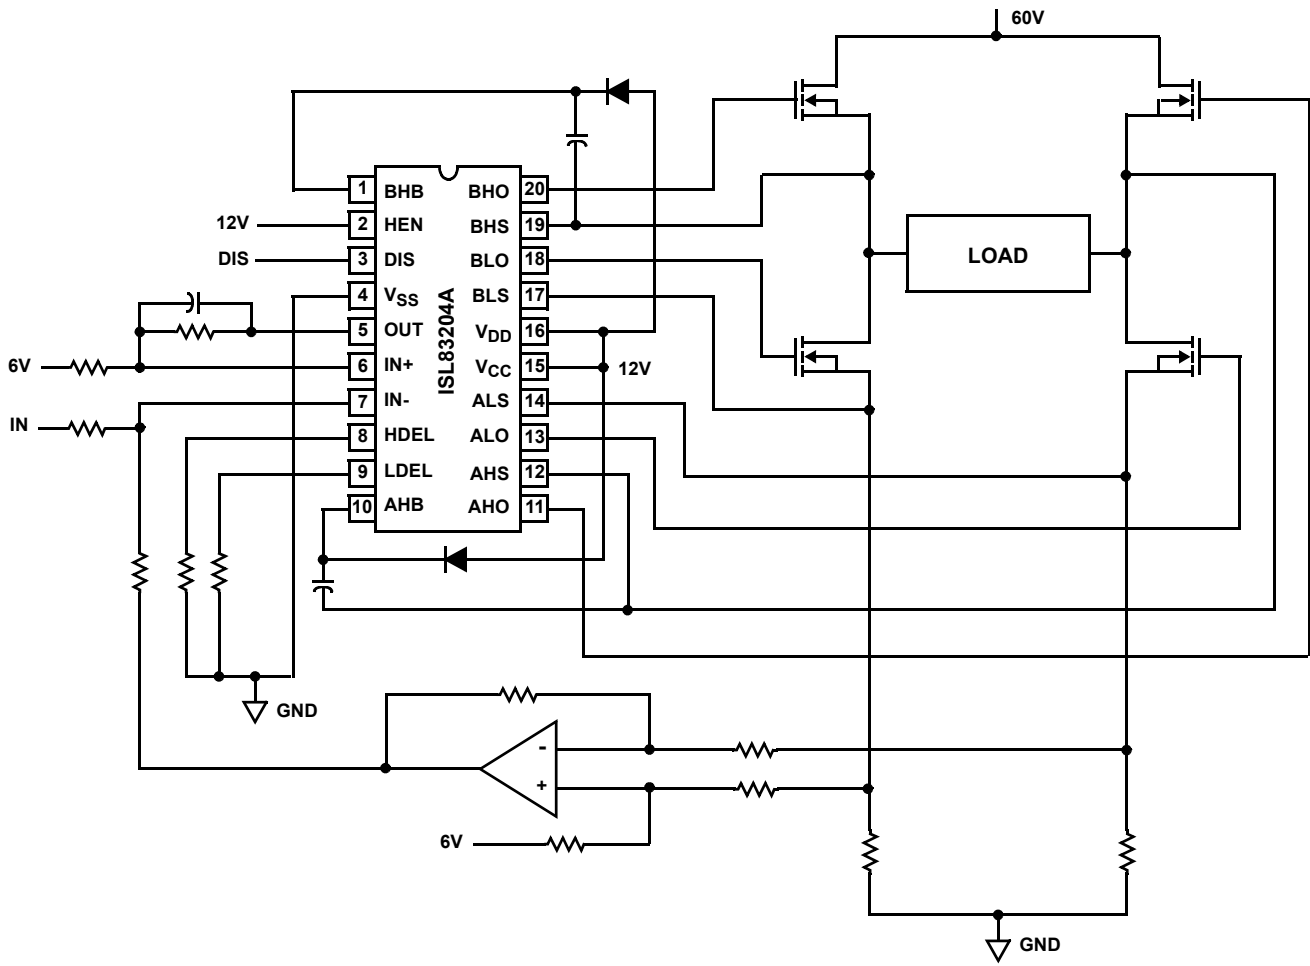 60V
1 BHB BHO 20
12V 2 HEN BHS 19
DIS 3 DIS BLO 18
4 VSS BLS 17
5 OUT VDD 16
6V 6 IN+ VCC 15 12V
IN 7 IN- ALS 14
8 HDEL ALO 13
9 LDEL AHS 12
10 AHB AHO 11
ISL83204A
LOAD
GND
-
+
6V
GND